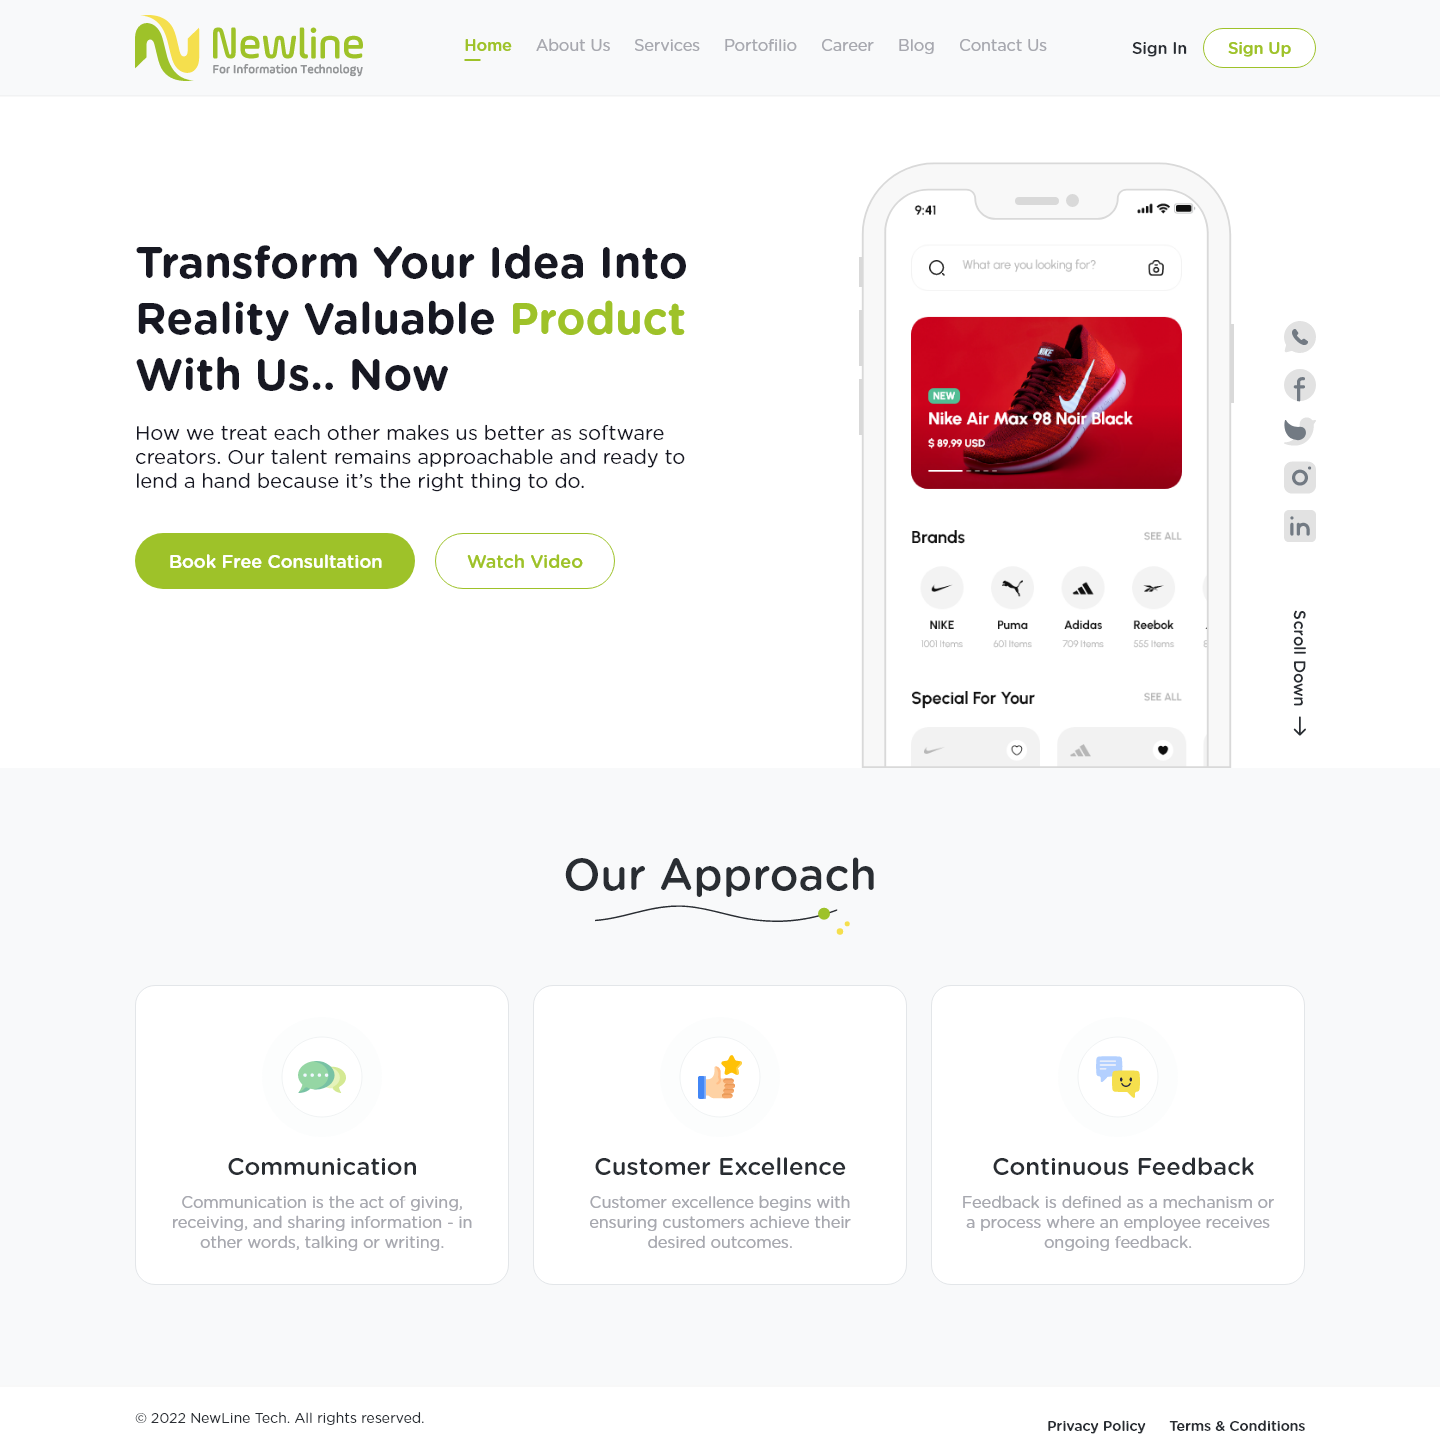 Newline
For Information Technology
Home About Us Services Portofilio Career Blog Contact Us
Sign In Sign Up
Transform Your Idea Into
Reality Valuable Product
With Us.. Now
How we treat each other makes us better as software
creators. Our talent remains approachable and ready to
lend a hand because it’s the right thing to do.
Book Free Consultation Watch Video
9:41
What are you looking for?
NIKE
NEW
Nike Air Max 98 Noir Black
$ 89,99 USD
Brands SEE ALL
NIKE Puma Adidas Reebok
1001 Items 601 Items 709 Items 555 Items
Special For Your SEE ALL
in
Scroll Down
Our Approach
Communication
Communication is the act of giving,
receiving, and sharing information - in
other words, talking or writing.
Customer Excellence
Customer excellence begins with
ensuring customers achieve their
desired outcomes.
Continuous Feedback
Feedback is defined as a mechanism or
a process where an employee receives
ongoing feedback.
© 2022 NewLine Tech. All rights reserved.
Privacy Policy Terms & Conditions